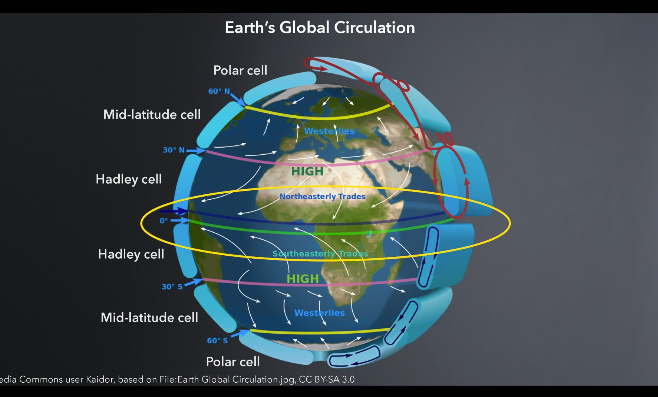 Earth's Global Circulation
Polar cell
60° N
Mid-latitude cell
Westerlies
30° N
HIGH
Hadley cell
Northeasterly Trades
0°
Hadley cell
Southeasterly Trades
HIGH
30° S
Mid-latitude cell
Westerlies
60° S
Polar cell
Commons user Kaidor, based on File:Earth Global Circulation.jpg, CC BY-SA 3.0